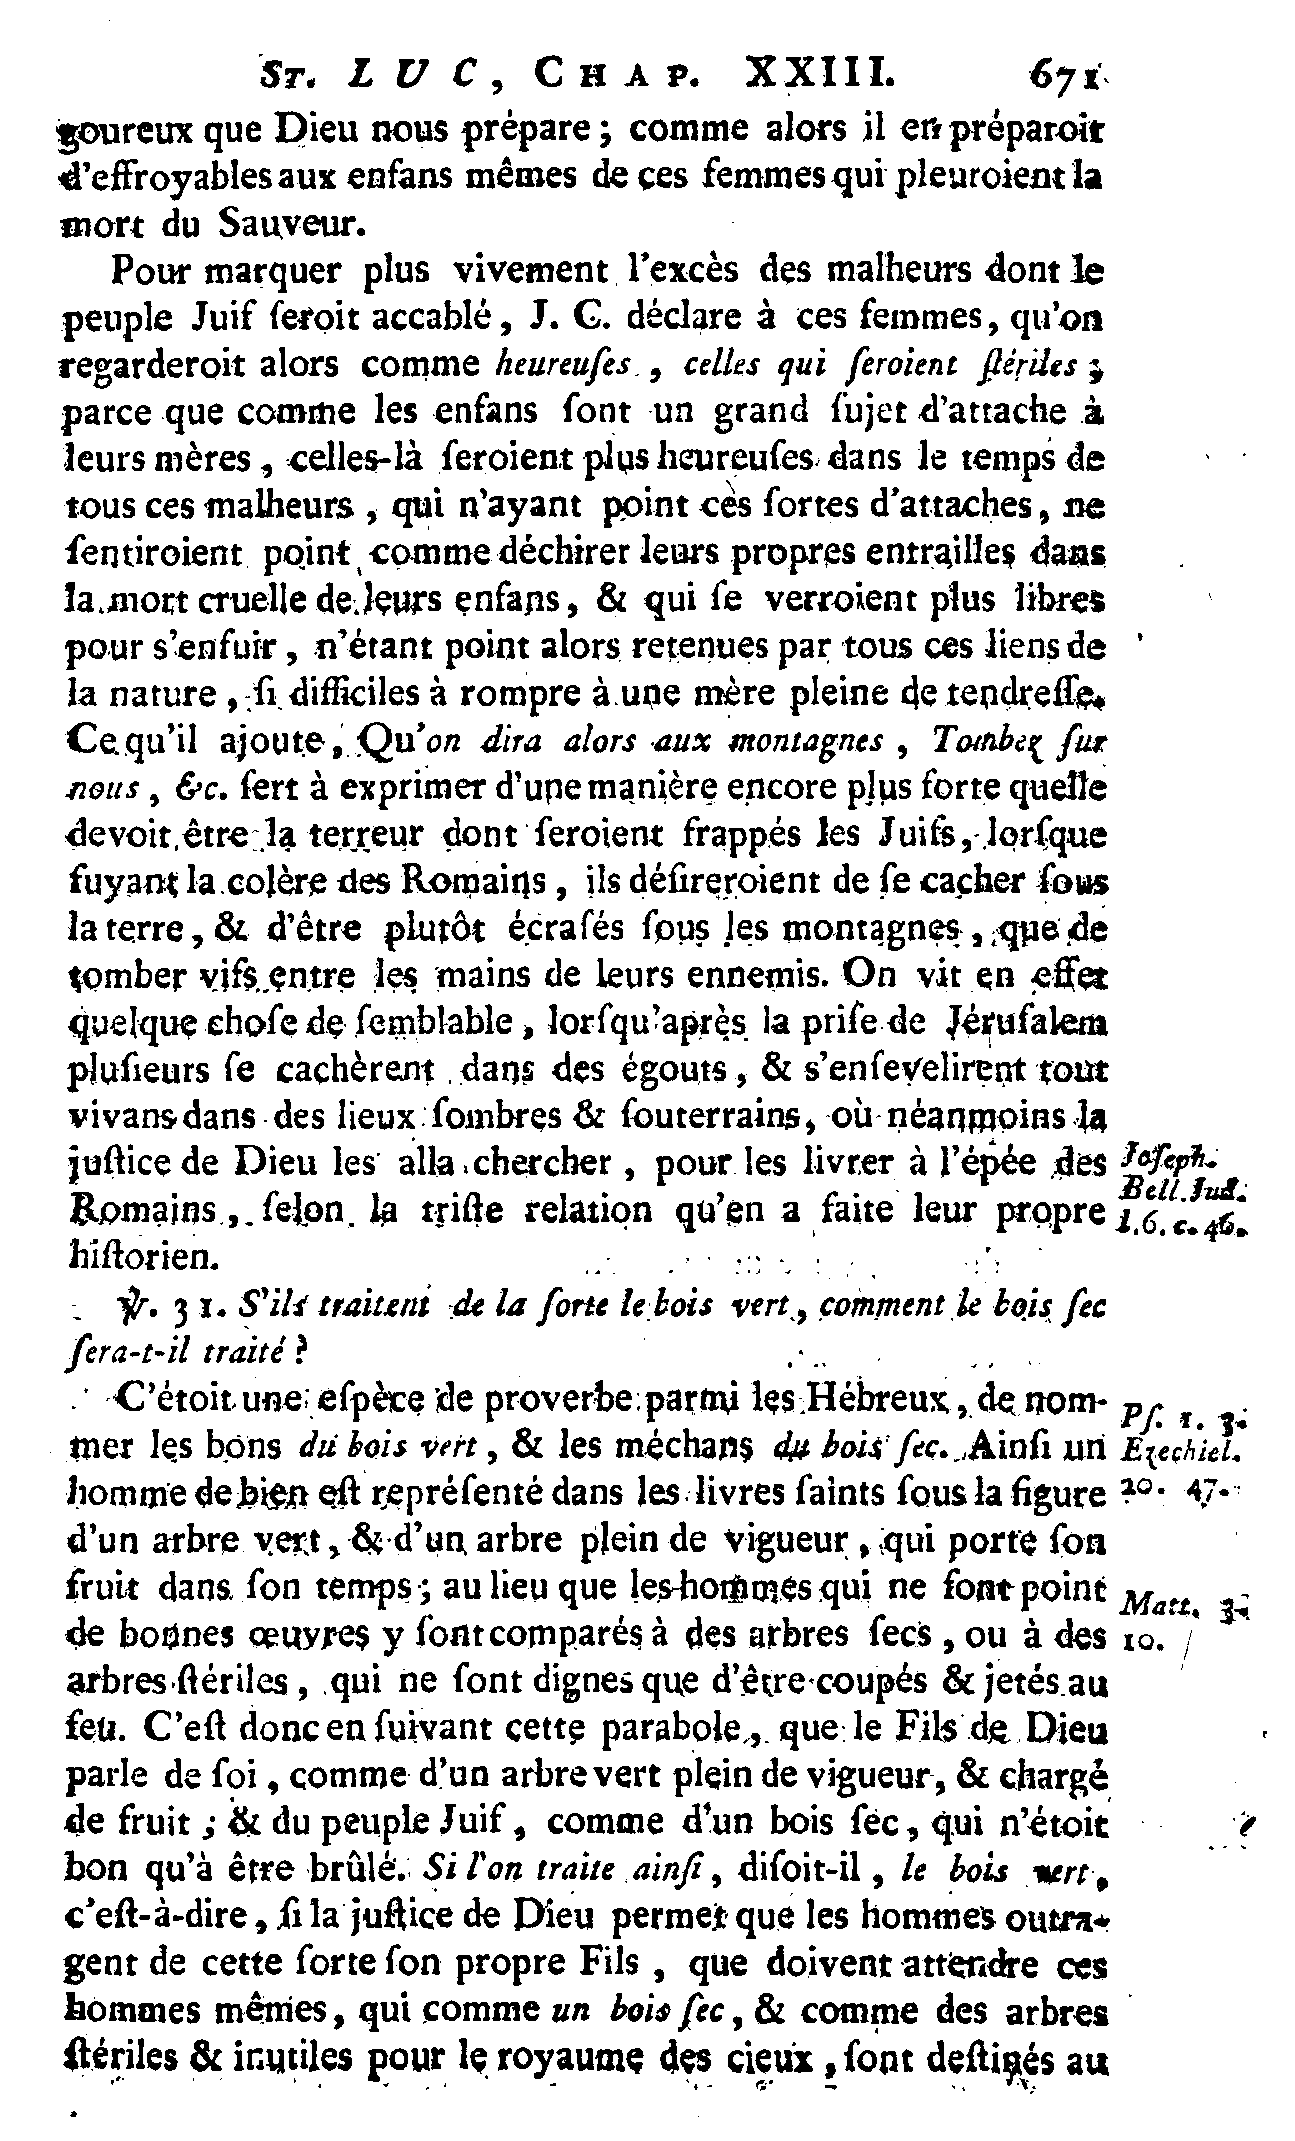 ST. LUC, CHAP. XXIII. 671
goureux que Dieu nous prépare ; comme alors il en préparoit
d'effroyables aux enfans mêmes de ces femmes qui pleuroient la
mort du Sauveur.
Pour marquer plus vivement l'excès des malheurs dont le
peuple Juif ſeroit accablé, J. C. déclare à ces femmes, qu'on
regarderoit alors comme heureuſes, celles qui ſeroient ſtériles ;
parce que comme les enfans ſont un grand ſujet d'attache à
leurs mères, celles-là ſeroient plus heureuſes dans le temps de
tous ces malheurs, qui n'ayant point ces ſortes d'attaches, ne
ſentiroient point comme déchirer leurs propres entrailles dans
la mort cruelle de leurs enfans, & qui ſe verroient plus libres
pour s'enfuir, n'étant point alors retenues par tous ces liens de
la nature, ſi difficiles à rompre à une mère pleine de tendreſſe.
Ce qu'il ajoute, Qu'on dira alors aux montagnes, Tombez ſur
nous, &c. ſert à exprimer d'une manière encore plus forte quelle
devoit être la terreur dont ſeroient frappés les Juifs, lorſque
fuyant la colère des Romains, ils déſireroient de ſe cacher ſous
la terre, & d'être plutôt écraſés ſous les montagnes, que de
tomber vifs entre les mains de leurs ennemis. On vit en effet
quelque choſe de ſemblable, lorſqu'après la priſe de Jéruſalem
pluſieurs ſe cachèrent dans des égouts, & s'enſevelirent tout
vivans dans des lieux ſombres & ſouterrains, où néanmoins la
juſtice de Dieu les alla chercher, pour les livrer à l'épée des
Romains, ſelon la triſte relation qu'en a faite leur propre
hiſtorien.
Joſeph.
Bell. Jud.
l. 6. c. 46.
℣. 31. S'ils traitent de la ſorte le bois vert, comment le bois ſec
ſera-t-il traité ?
C'étoit une eſpèce de proverbe parmi les Hébreux, de nom-
mer les bons du bois vert, & les méchans du bois ſec. Ainſi un
homme de bien eſt repréſenté dans les livres ſaints ſous la figure
d'un arbre vert, & d'un arbre plein de vigueur, qui porte ſon
fruit dans ſon temps ; au lieu que les hommes qui ne font point
de bonnes œuvres y ſont comparés à des arbres ſecs, ou à des
arbres ſtériles, qui ne ſont dignes que d'être coupés & jetés au
feu. C'eſt donc en ſuivant cette parabole, que le Fils de Dieu
parle de ſoi, comme d'un arbre vert plein de vigueur, & chargé
de fruit ; & du peuple Juif, comme d'un bois ſec, qui n'étoit
bon qu'à être brûlé. Si l'on traite ainſi, diſoit-il, le bois vert,
c'eſt-à-dire, ſi la juſtice de Dieu permet que les hommes outra-
gent de cette ſorte ſon propre Fils, que doivent attendre ces
hommes mêmes, qui comme un bois ſec, & comme des arbres
ſtériles & inutiles pour le royaume des cieux, ſont deſtinés au
Pſ. 1. 3.
Ezechiel.
20. 47.
Matt. 3.
10.